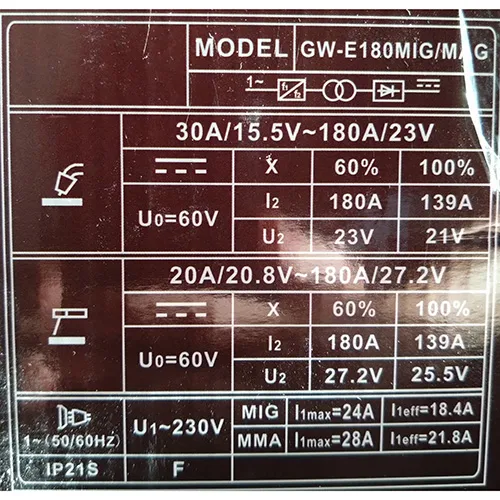 MODEL GW-E180MIG/MAG
1~ f1 f2
30A/15.5V~180A/23V
X 60% 100%
U0=60V I2 180A 139A
U2 23V 21V
20A/20.8V~180A/27.2V
X 60% 100%
U0=60V I2 180A 139A
U2 27.2V 25.5V
1~(50/60HZ) U1~230V MIG I1max=24A I1eff=18.4A
MMA I1max=28A I1eff=21.8A
IP21S F